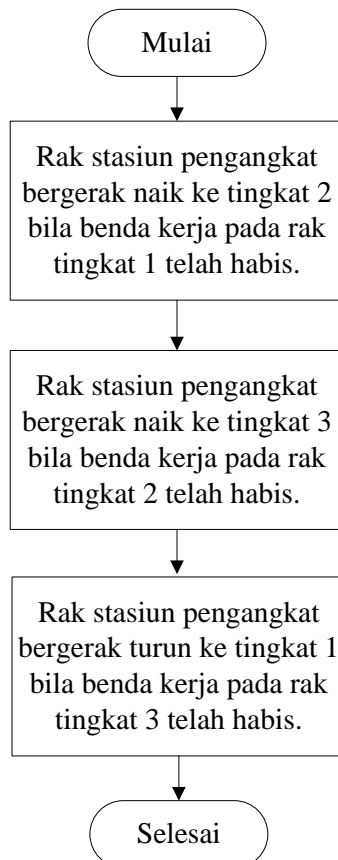 Mulai
Rak stasiun pengangkat
bergerak naik ke tingkat 2
bila benda kerja pada rak
tingkat 1 telah habis.
Rak stasiun pengangkat
bergerak naik ke tingkat 3
bila benda kerja pada rak
tingkat 2 telah habis.
Rak stasiun pengangkat
bergerak turun ke tingkat 1
bila benda kerja pada rak
tingkat 3 telah habis.
Selesai